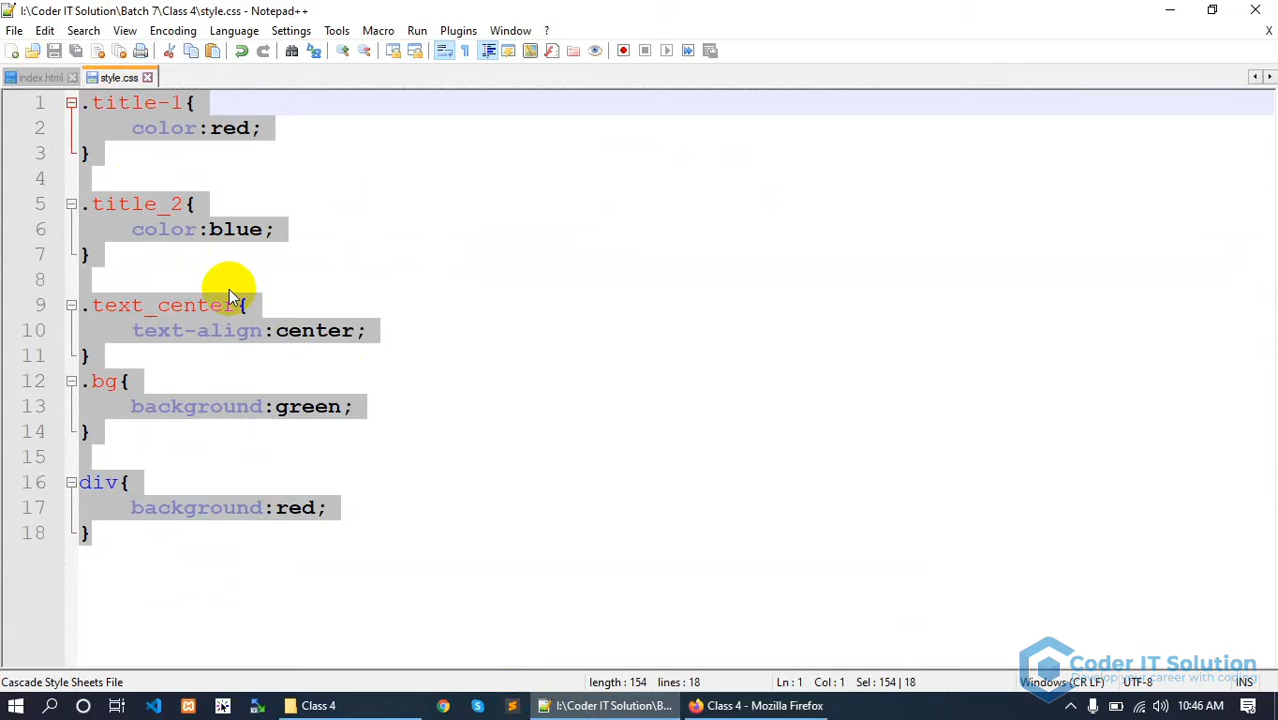 I:\Coder IT Solution\Batch 7\Class 4\style.css - Notepad++
File Edit Search View Encoding Language Settings Tools Macro Run Plugins Window ? X
index.html style.css
1 .title-1{
2 color:red;
3 }
4
5 .title_2{
6 color:blue;
7 }
8
9 .text_center{
10 text-align:center;
11 }
12 .bg{
13 background:green;
14 }
15
16 div{
17 background:red;
18 }
Coder IT Solution
Develop your career with coding
Cascade Style Sheets File length : 154 lines : 18 Ln : 1 Col : 1 Sel : 154 | 18 Windows (CR LF) UTF-8 INS
Class 4 I:\Coder IT Solution\B... Class 4 - Mozilla Firefox 10:46 AM